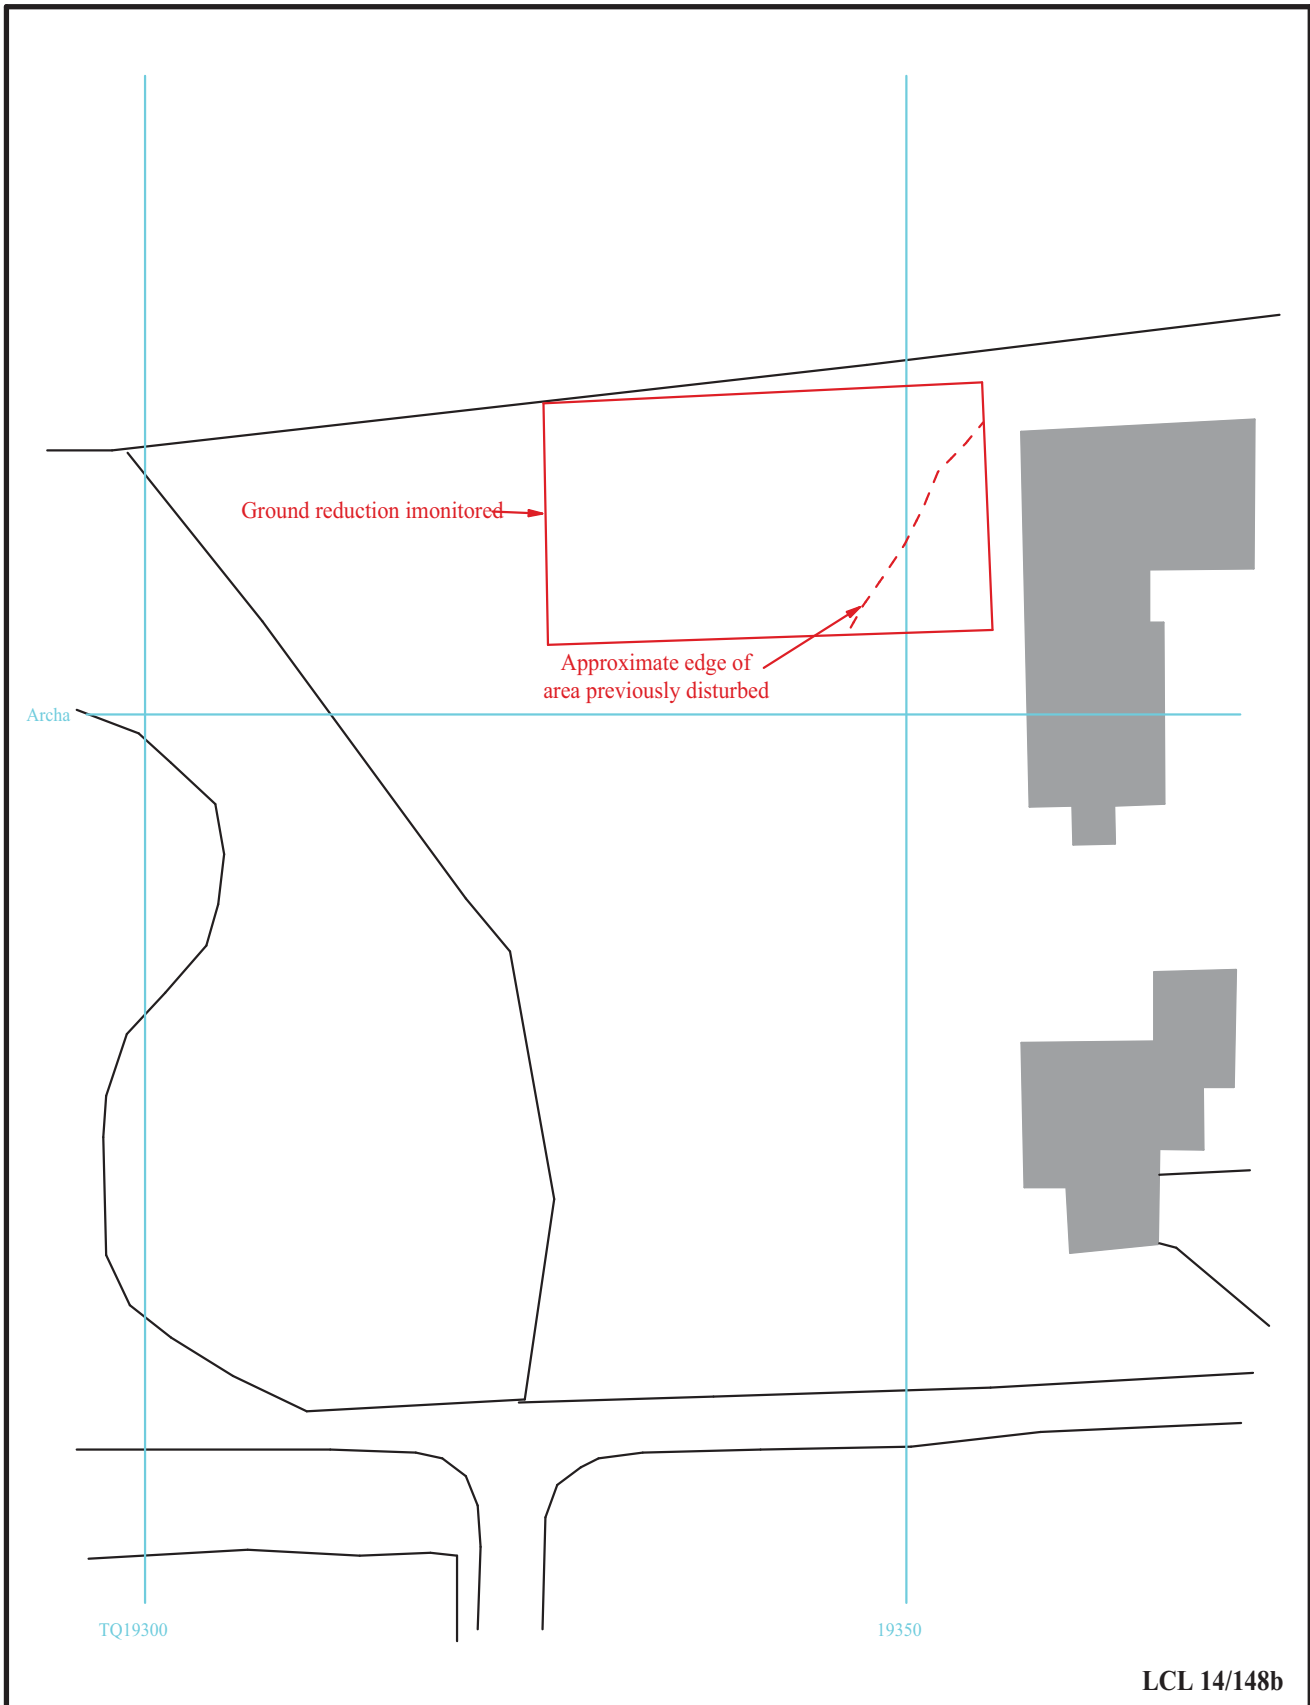 Ground reduction imonitored
Approximate edge of
area previously disturbed
Archa
TQ19300
19350
LCL 14/148b